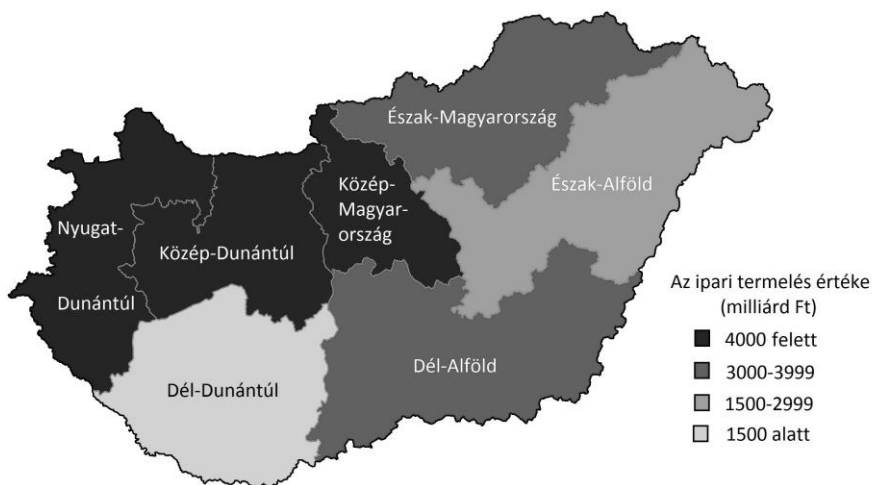 Észak-Magyarország
Észak-Alföld
Közép-
Magyar-
ország
Nyugat-
Dunántúl
Közép-Dunántúl
Dél-Dunántúl
Dél-Alföld
Az ipari termelés értéke
(milliárd Ft)
4000 felett
3000-3999
1500-2999
1500 alatt